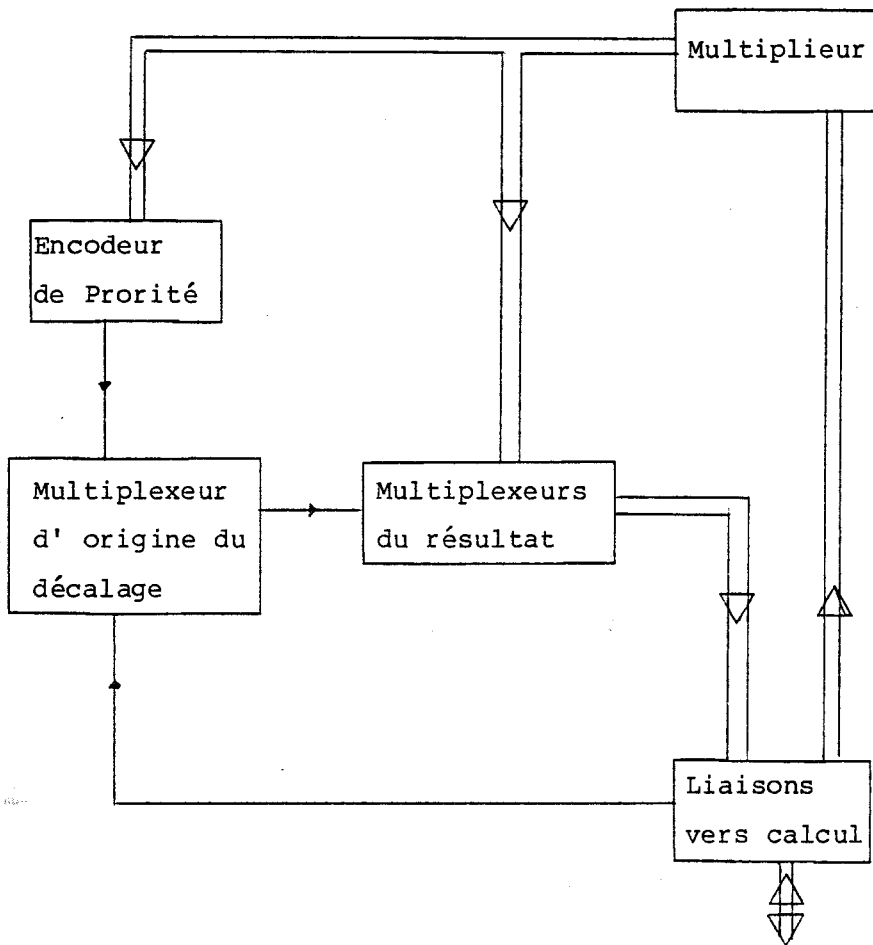 Multiplieur
Encodeur
de Prorité
Multiplexeur
d' origine du
décalage
Multiplexeurs
du résultat
Liaisons
vers calcul